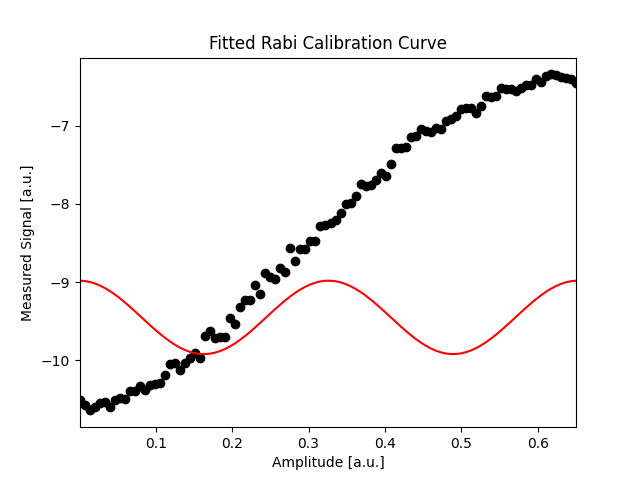 Fitted Rabi Calibration Curve
Measured Signal [a.u.]
−7
−8
−9
−10
0.1 0.2 0.3 0.4 0.5 0.6
Amplitude [a.u.]